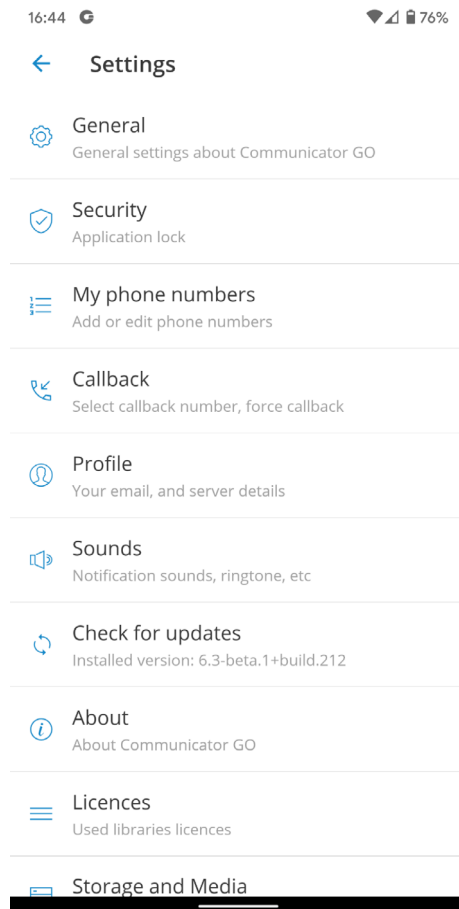 16:44 G 76%
Settings
General
General settings about Communicator GO
Security
Application lock
My phone numbers
Add or edit phone numbers
Callback
Select callback number, force callback
Profile
Your email, and server details
Sounds
Notification sounds, ringtone, etc
Check for updates
Installed version: 6.3-beta.1+build.212
About
About Communicator GO
Licences
Used libraries licences
Storage and Media